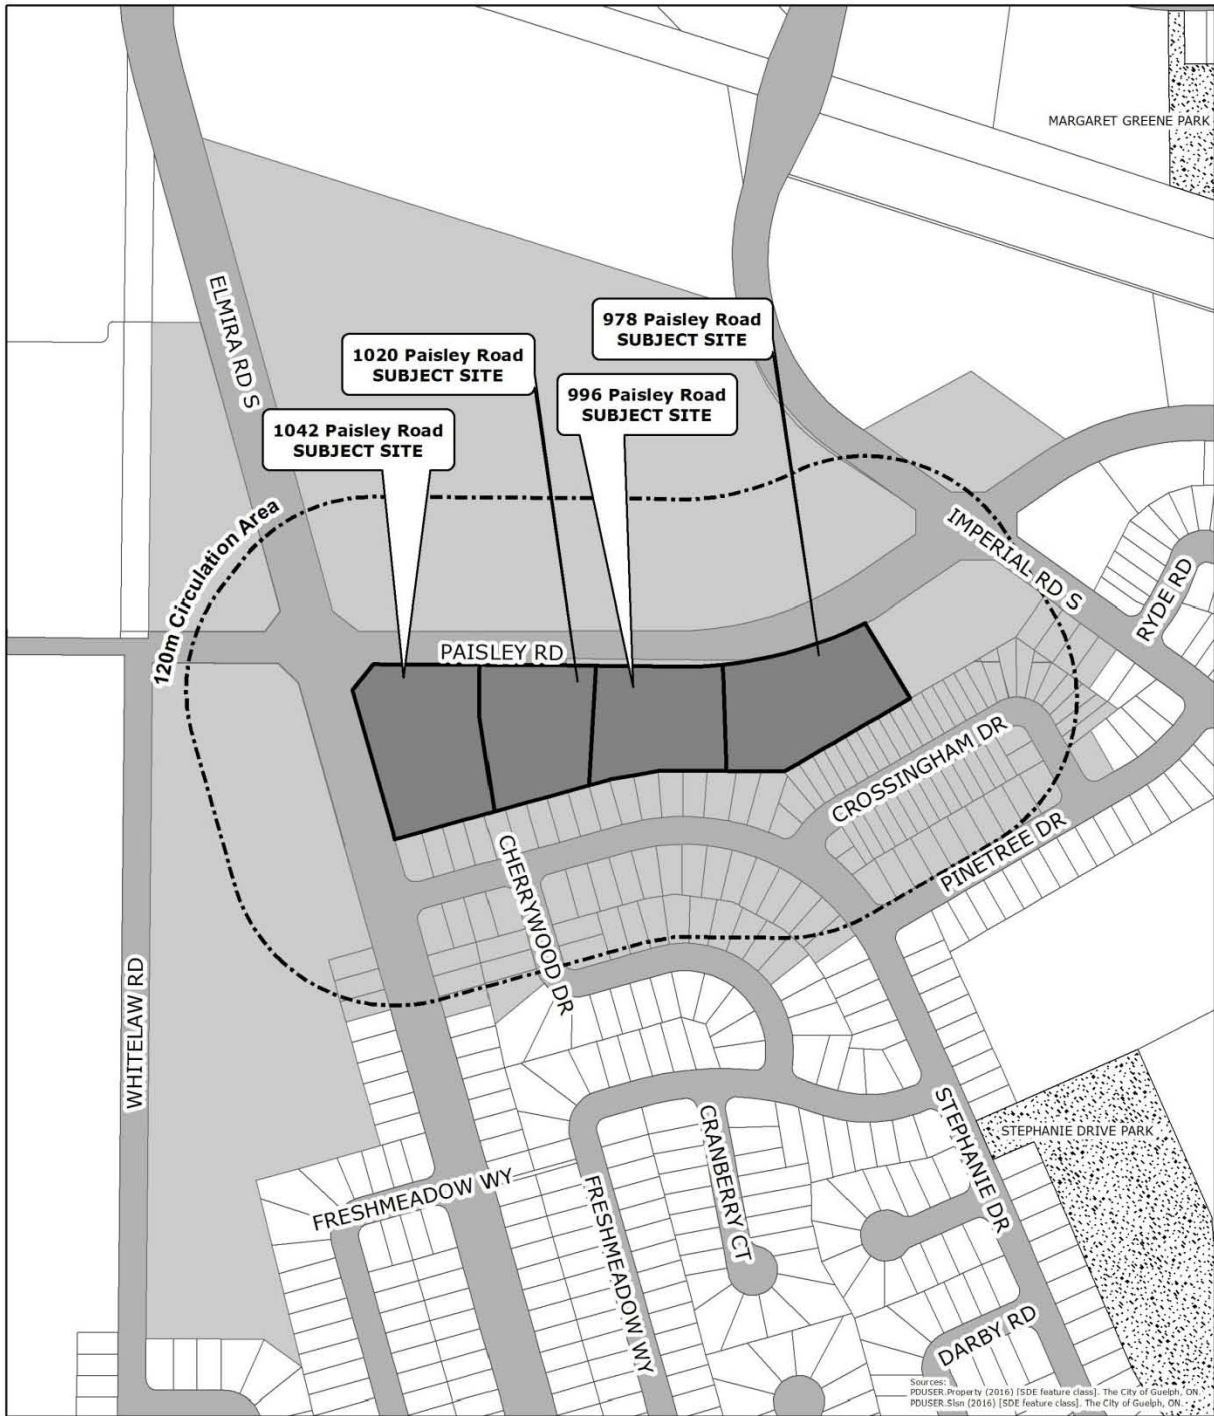 MARGARET GREENE PARK
ELMIRA RD S
978 Paisley Road
SUBJECT SITE
1020 Paisley Road
SUBJECT SITE
996 Paisley Road
SUBJECT SITE
1042 Paisley Road
SUBJECT SITE
120m Circulation Area
IMPERIAL RD S
RYDE RD
PAISLEY RD
CROSSINGHAM DR
PINETREE DR
CHERRYWOOD DR
WHITELAW RD
STEPHANIE DRIVE PARK
STEPHANIE DR
CRANBERRY CT
FRESHMEADOW WY
FRESHMEADOW WY
DARBY RD
Sources:
PDUSER.Property (2016) [SDE feature class]. The City of Guelph, ON.
PDUSER.Slsn (2016) [SDE feature class]. The City of Guelph, ON.